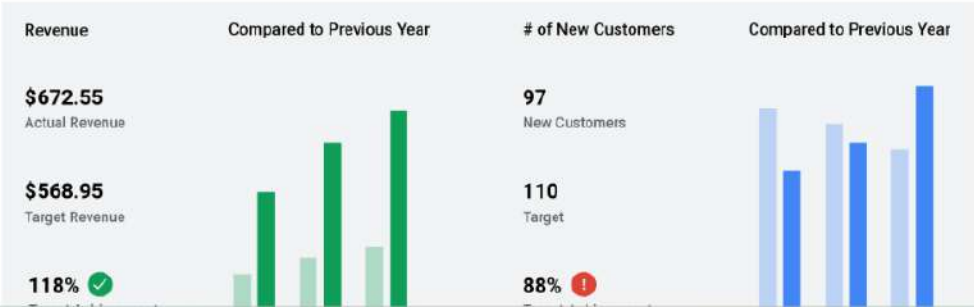 Revenue
Compared to Previous Year
# of New Customers
Compared to Previous Year
$672.55
Actual Revenue
97
New Customers
$568.95
Target Revenue
110
Target
118%
88% !